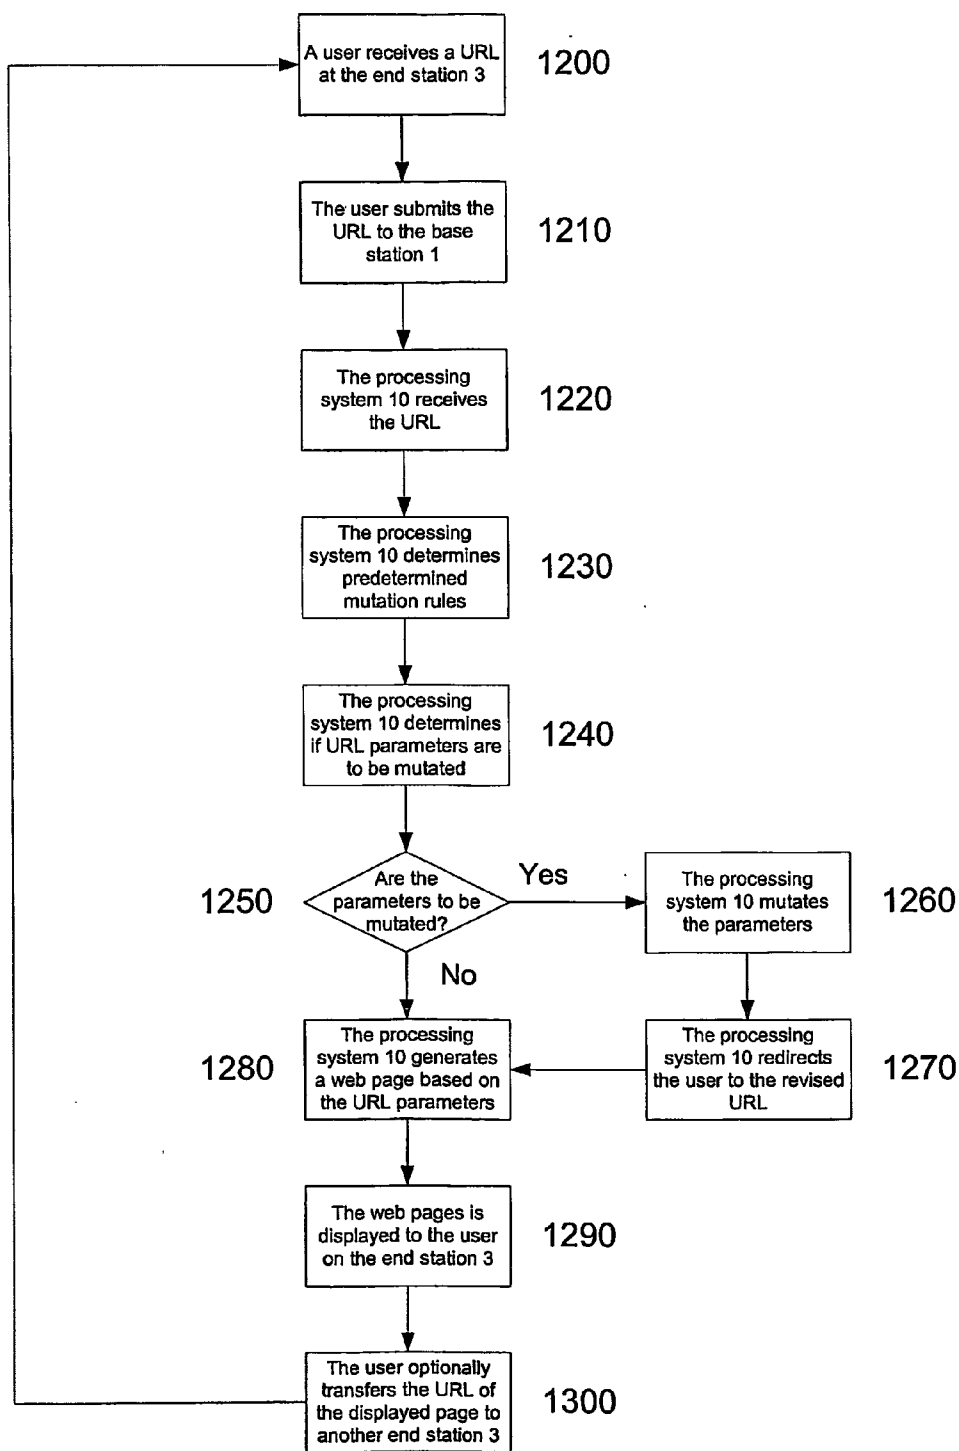 A user receives a URL
at the end station 3
1200
The user submits the
URL to the base
station 1
1210
The processing
system 10 receives
the URL
1220
The processing
system 10 determines
predetermined
mutation rules
1230
The processing
system 10 determines
if URL parameters are
to be mutated
1240
1250
Are the
parameters to be
mutated?
Yes
No
The processing
system 10 mutates
the parameters
1260
The processing
system 10 redirects
the user to the revised
URL
1270
1280
The processing
system 10 generates
a web page based on
the URL parameters
The web pages is
displayed to the user
on the end station 3
1290
The user optionally
transfers the URL of
the displayed page to
another end station 3
1300